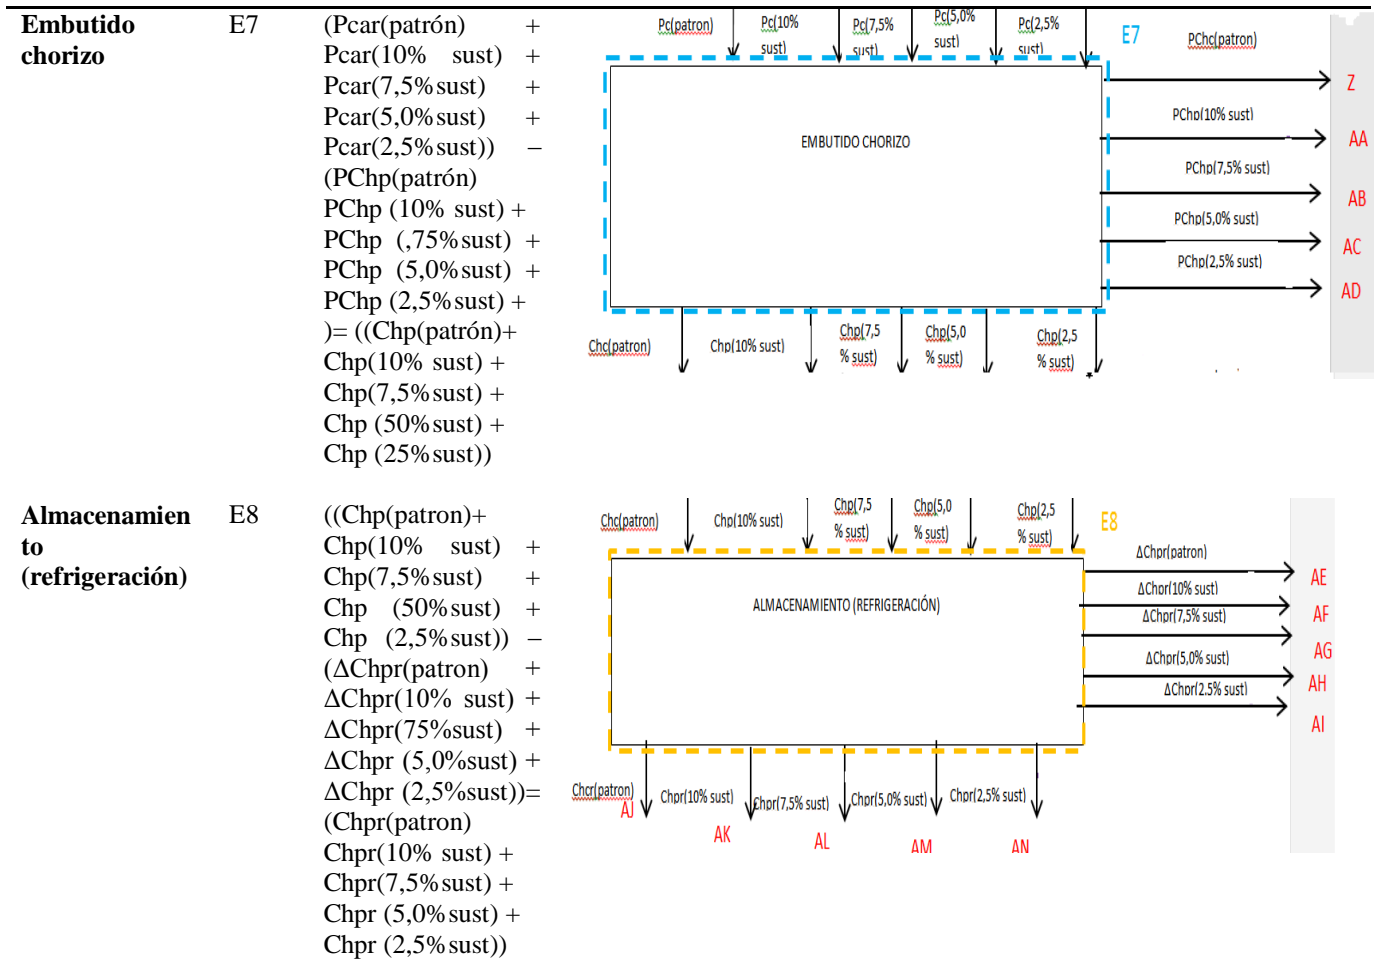 Embutido
chorizo
E7
(Pcar(patrón) +
Pcar(10% sust) +
Pcar(7,5%sust) +
Pcar(5,0%sust) +
Pcar(2,5%sust)) –
(PChp(patrón)
PChp (10% sust) +
PChp (,75%sust) +
PChp (5,0%sust) +
PChp (2,5%sust) +
)= ((Chp(patrón)+
Chp(10% sust) +
Chp(7,5%sust) +
Chp (50%sust) +
Chp (25%sust))
Pc(patron)
Pc(10%
sust)
Pc(7,5%
sust)
Pc(5,0%
sust)
Pc(2,5%
sust)
E7
PChc(patron)
Z
EMBUTIDO CHORIZO
PChp(10% sust)
AA
PChp(7,5% sust)
AB
PChp(5,0% sust)
AC
PChp(2,5% sust)
AD
Chc(patron)
Chp(10% sust)
Chp(7,5
% sust)
Chp(5,0
% sust)
Chp(2,5
% sust)
Almacenamien
to
(refrigeración)
E8
((Chp(patron)+
Chp(10% sust) +
Chp(7,5%sust) +
Chp (50%sust) +
Chp (2,5%sust)) –
(ΔChpr(patron) +
ΔChpr(10% sust) +
ΔChpr(75%sust) +
ΔChpr (5,0%sust) +
ΔChpr (2,5%sust))=
(Chpr(patron)
Chpr(10% sust) +
Chpr(7,5%sust) +
Chpr (5,0%sust) +
Chpr (2,5%sust))
Chc(patron)
Chp(10% sust)
Chp(7,5
% sust)
Chp(5,0
% sust)
Chp(2,5
% sust)
E8
ΔChpr(patron)
AE
ALMACENAMIENTO (REFRIGERACIÓN)
ΔChpr(10% sust)
AF
ΔChpr(7,5% sust)
AG
ΔChpr(5,0% sust)
AH
ΔChpr(2.5% sust)
AI
Chcr(patron)
AJ
Chpr(10% sust)
AK
Chpr(7,5% sust)
AL
Chpr(5,0% sust)
AM
Chpr(2,5% sust)
AN